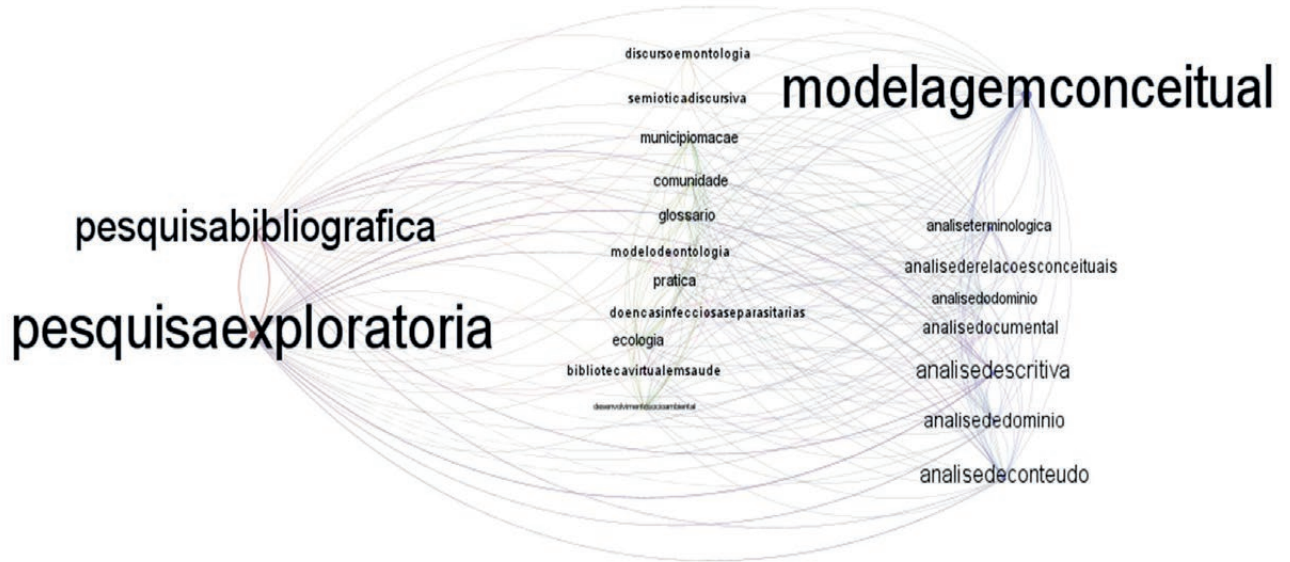 pesquisabibliografica
pesquisaexploratoria
discursoemontologia
semioticadiscursiva
municipiomacae
comunidade
glossario
modelodeontologia
pratica
doencasinfecciosaseparasitarias
ecologia
bibliotecavirtualemsaude
desenvolvimentosocioambiental
modelagemconceitual
analiseterminologica
analisederelacoesconceituais
analisedodominio
analisedocumental
analisedescritiva
analisededominio
analisedeconteudo